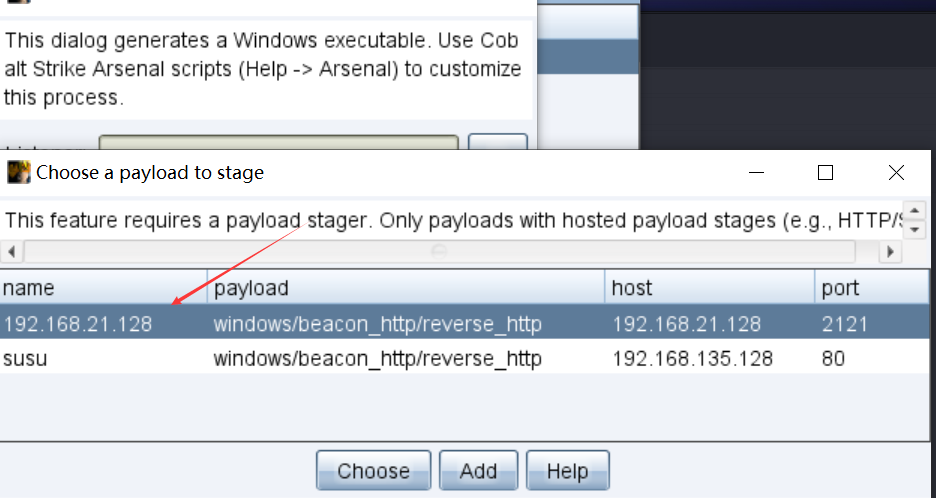 This dialog generates a Windows executable. Use Cob
alt Strike Arsenal scripts (Help -> Arsenal) to customize
this process.
Choose a payload to stage
This feature requires a payload stager. Only payloads with hosted payload stages (e.g., HTTP/S
name payload host port
192.168.21.128 windows/beacon_http/reverse_http 192.168.21.128 2121
susu windows/beacon_http/reverse_http 192.168.135.128 80
Choose Add Help